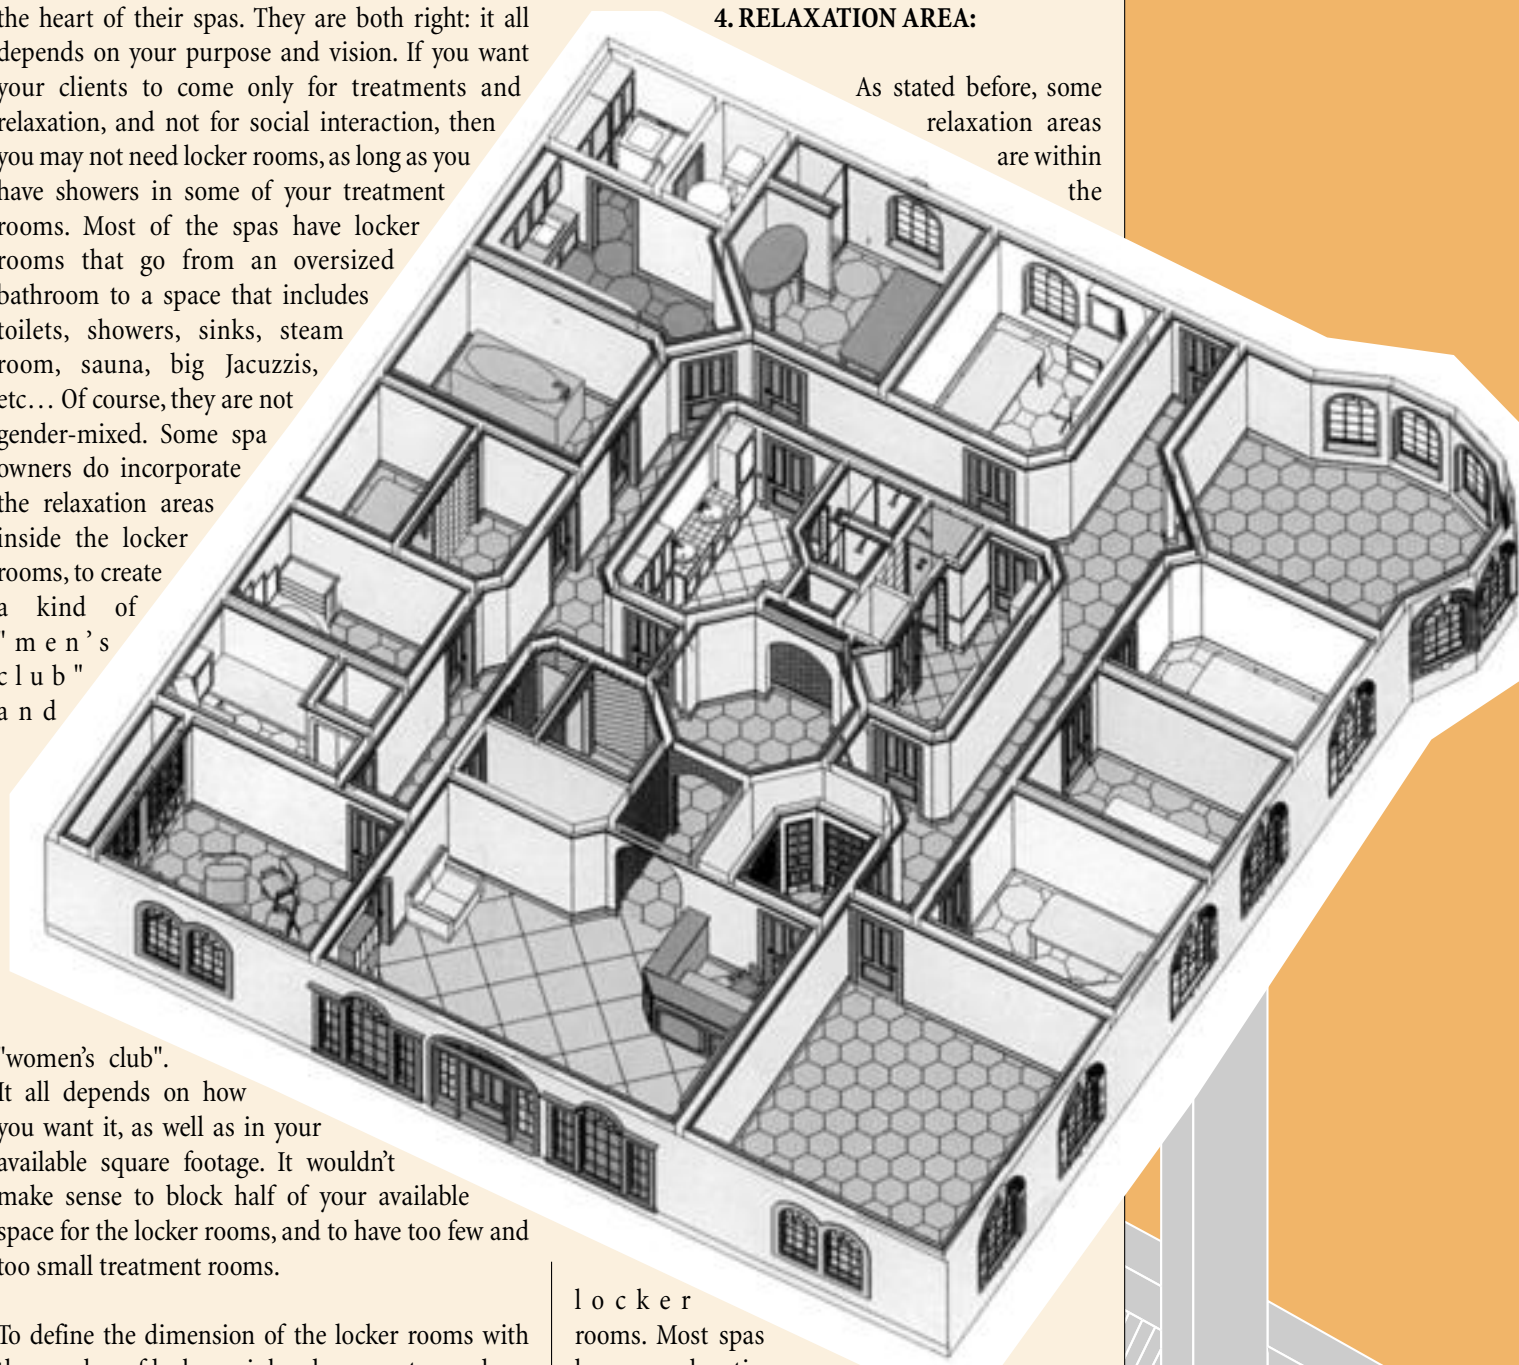 the heart of their spas. They are both right: it all
depends on your purpose and vision. If you want
your clients to come only for treatments and
relaxation, and not for social interaction, then
you may not need locker rooms, as long as you
have showers in some of your treatment
rooms. Most of the spas have locker
rooms that go from an oversized
bathroom to a space that includes
toilets, showers, sinks, steam
room, sauna, big Jacuzzis,
etc… Of course, they are not
gender-mixed. Some spa
owners do incorporate
the relaxation areas
inside the locker
rooms, to create
a kind of
"men's
club"
and
"women's club".
It all depends on how
you want it, as well as in your
available square footage. It wouldn't
make sense to block half of your available
space for the locker rooms, and to have too few and
too small treatment rooms.
To define the dimension of the locker rooms with
4. RELAXATION AREA:
As stated before, some
relaxation areas
are within
the
locker
rooms. Most spas